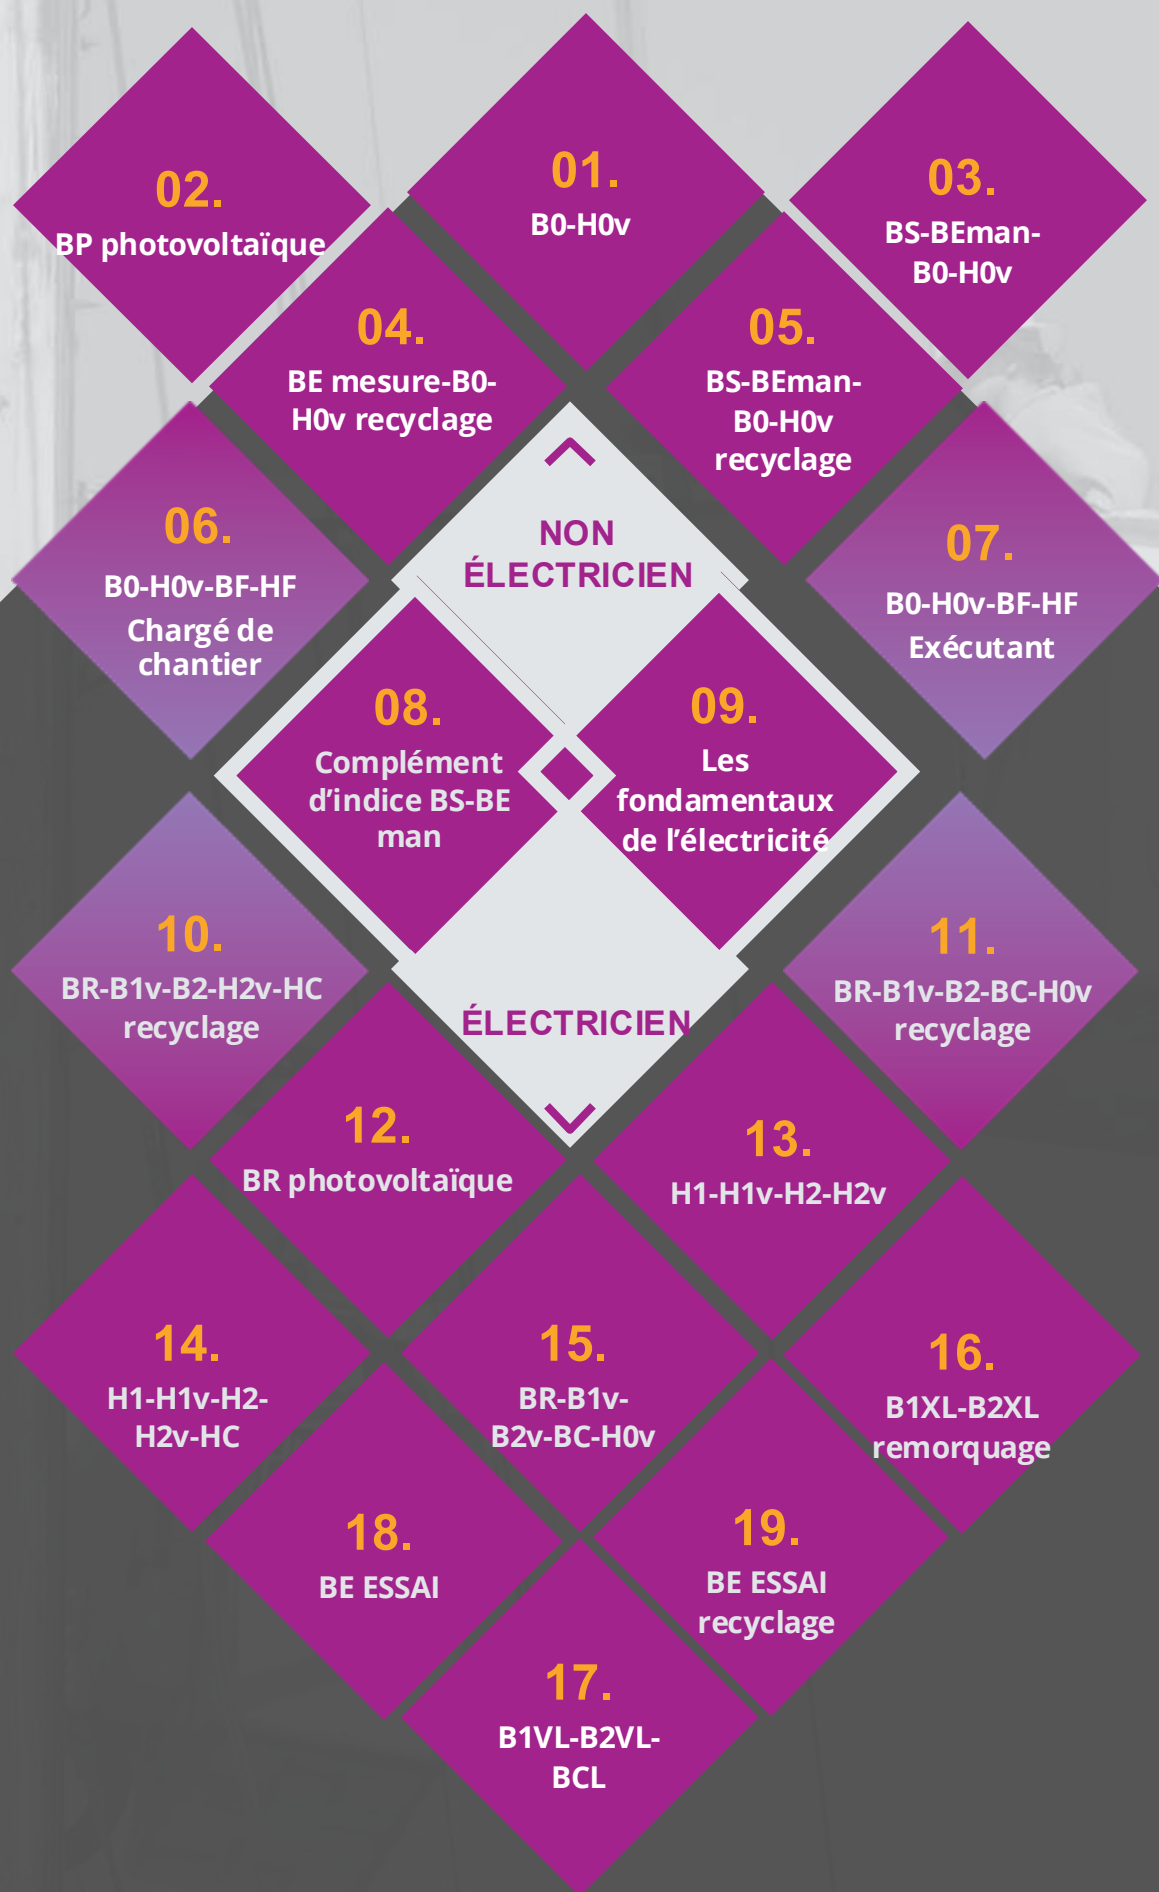 01.
B0-H0v
02.
BP photovoltaïque
03.
BS-BEman-
B0-H0v
04.
BE mesure-B0-
H0v recyclage
05.
BS-BEman-
B0-H0v
recyclage
NON
ÉLECTRICIEN
06.
B0-H0v-BF-HF
Chargé de
chantier
07.
B0-H0v-BF-HF
Exécutant
08.
Complément
d’indice BS-BE
man
09.
Les
fondamentaux
de l’électricité
10.
BR-B1v-B2-H2v-HC
recyclage
11.
BR-B1v-B2-BC-H0v
recyclage
ÉLECTRICIEN
12.
BR photovoltaïque
13.
H1-H1v-H2-H2v
14.
H1-H1v-H2-
H2v-HC
15.
BR-B1v-
B2v-BC-H0v
16.
B1XL-B2XL
remorquage
18.
BE ESSAI
19.
BE ESSAI
recyclage
17.
B1VL-B2VL-
BCL